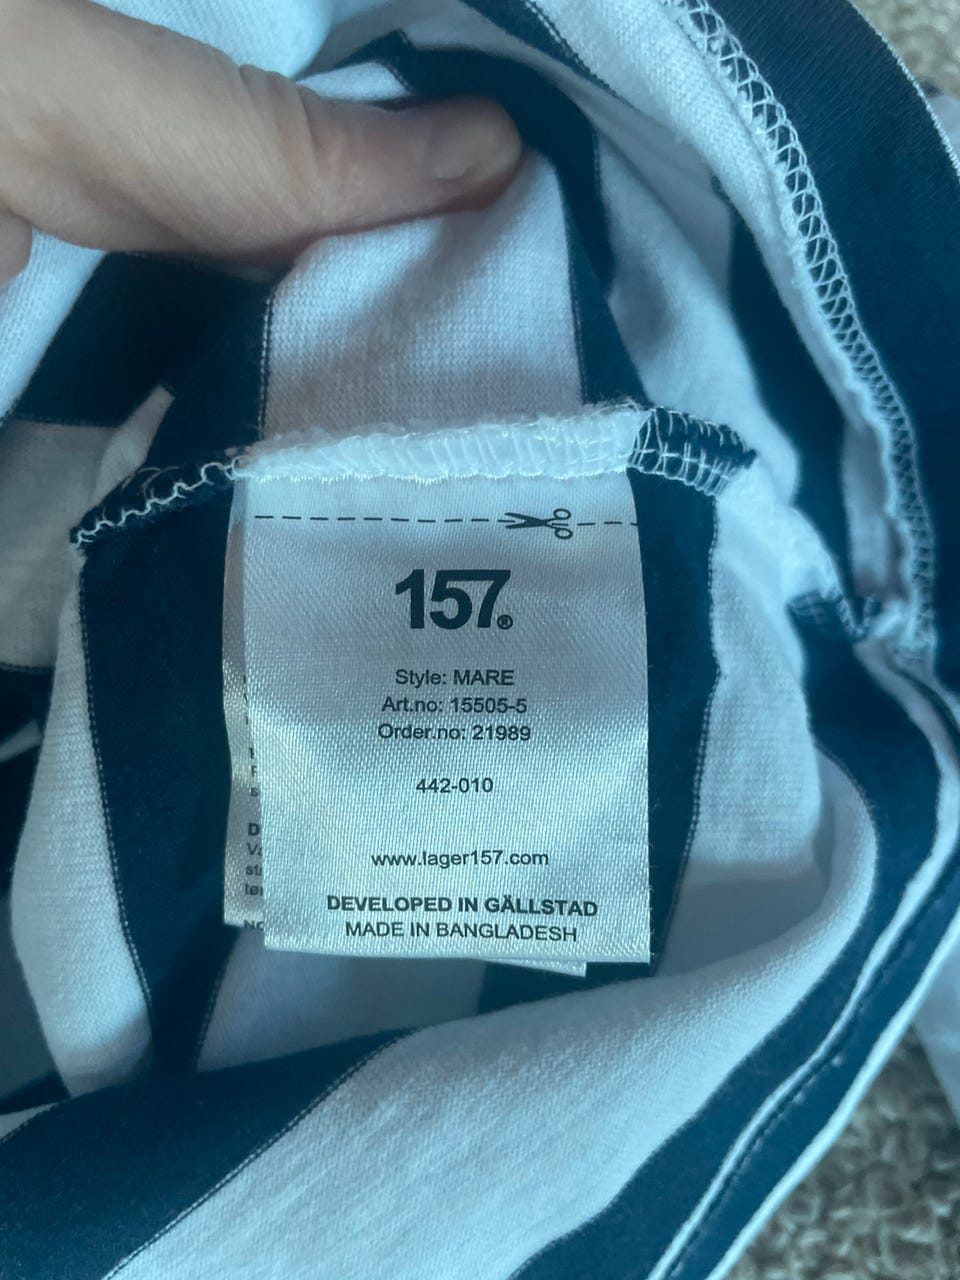 157®
Style: MARE
Art.no: 15505-5
Order.no: 21989
442-010
www.lager157.com
DEVELOPED IN GÄLLSTAD
MADE IN BANGLADESH